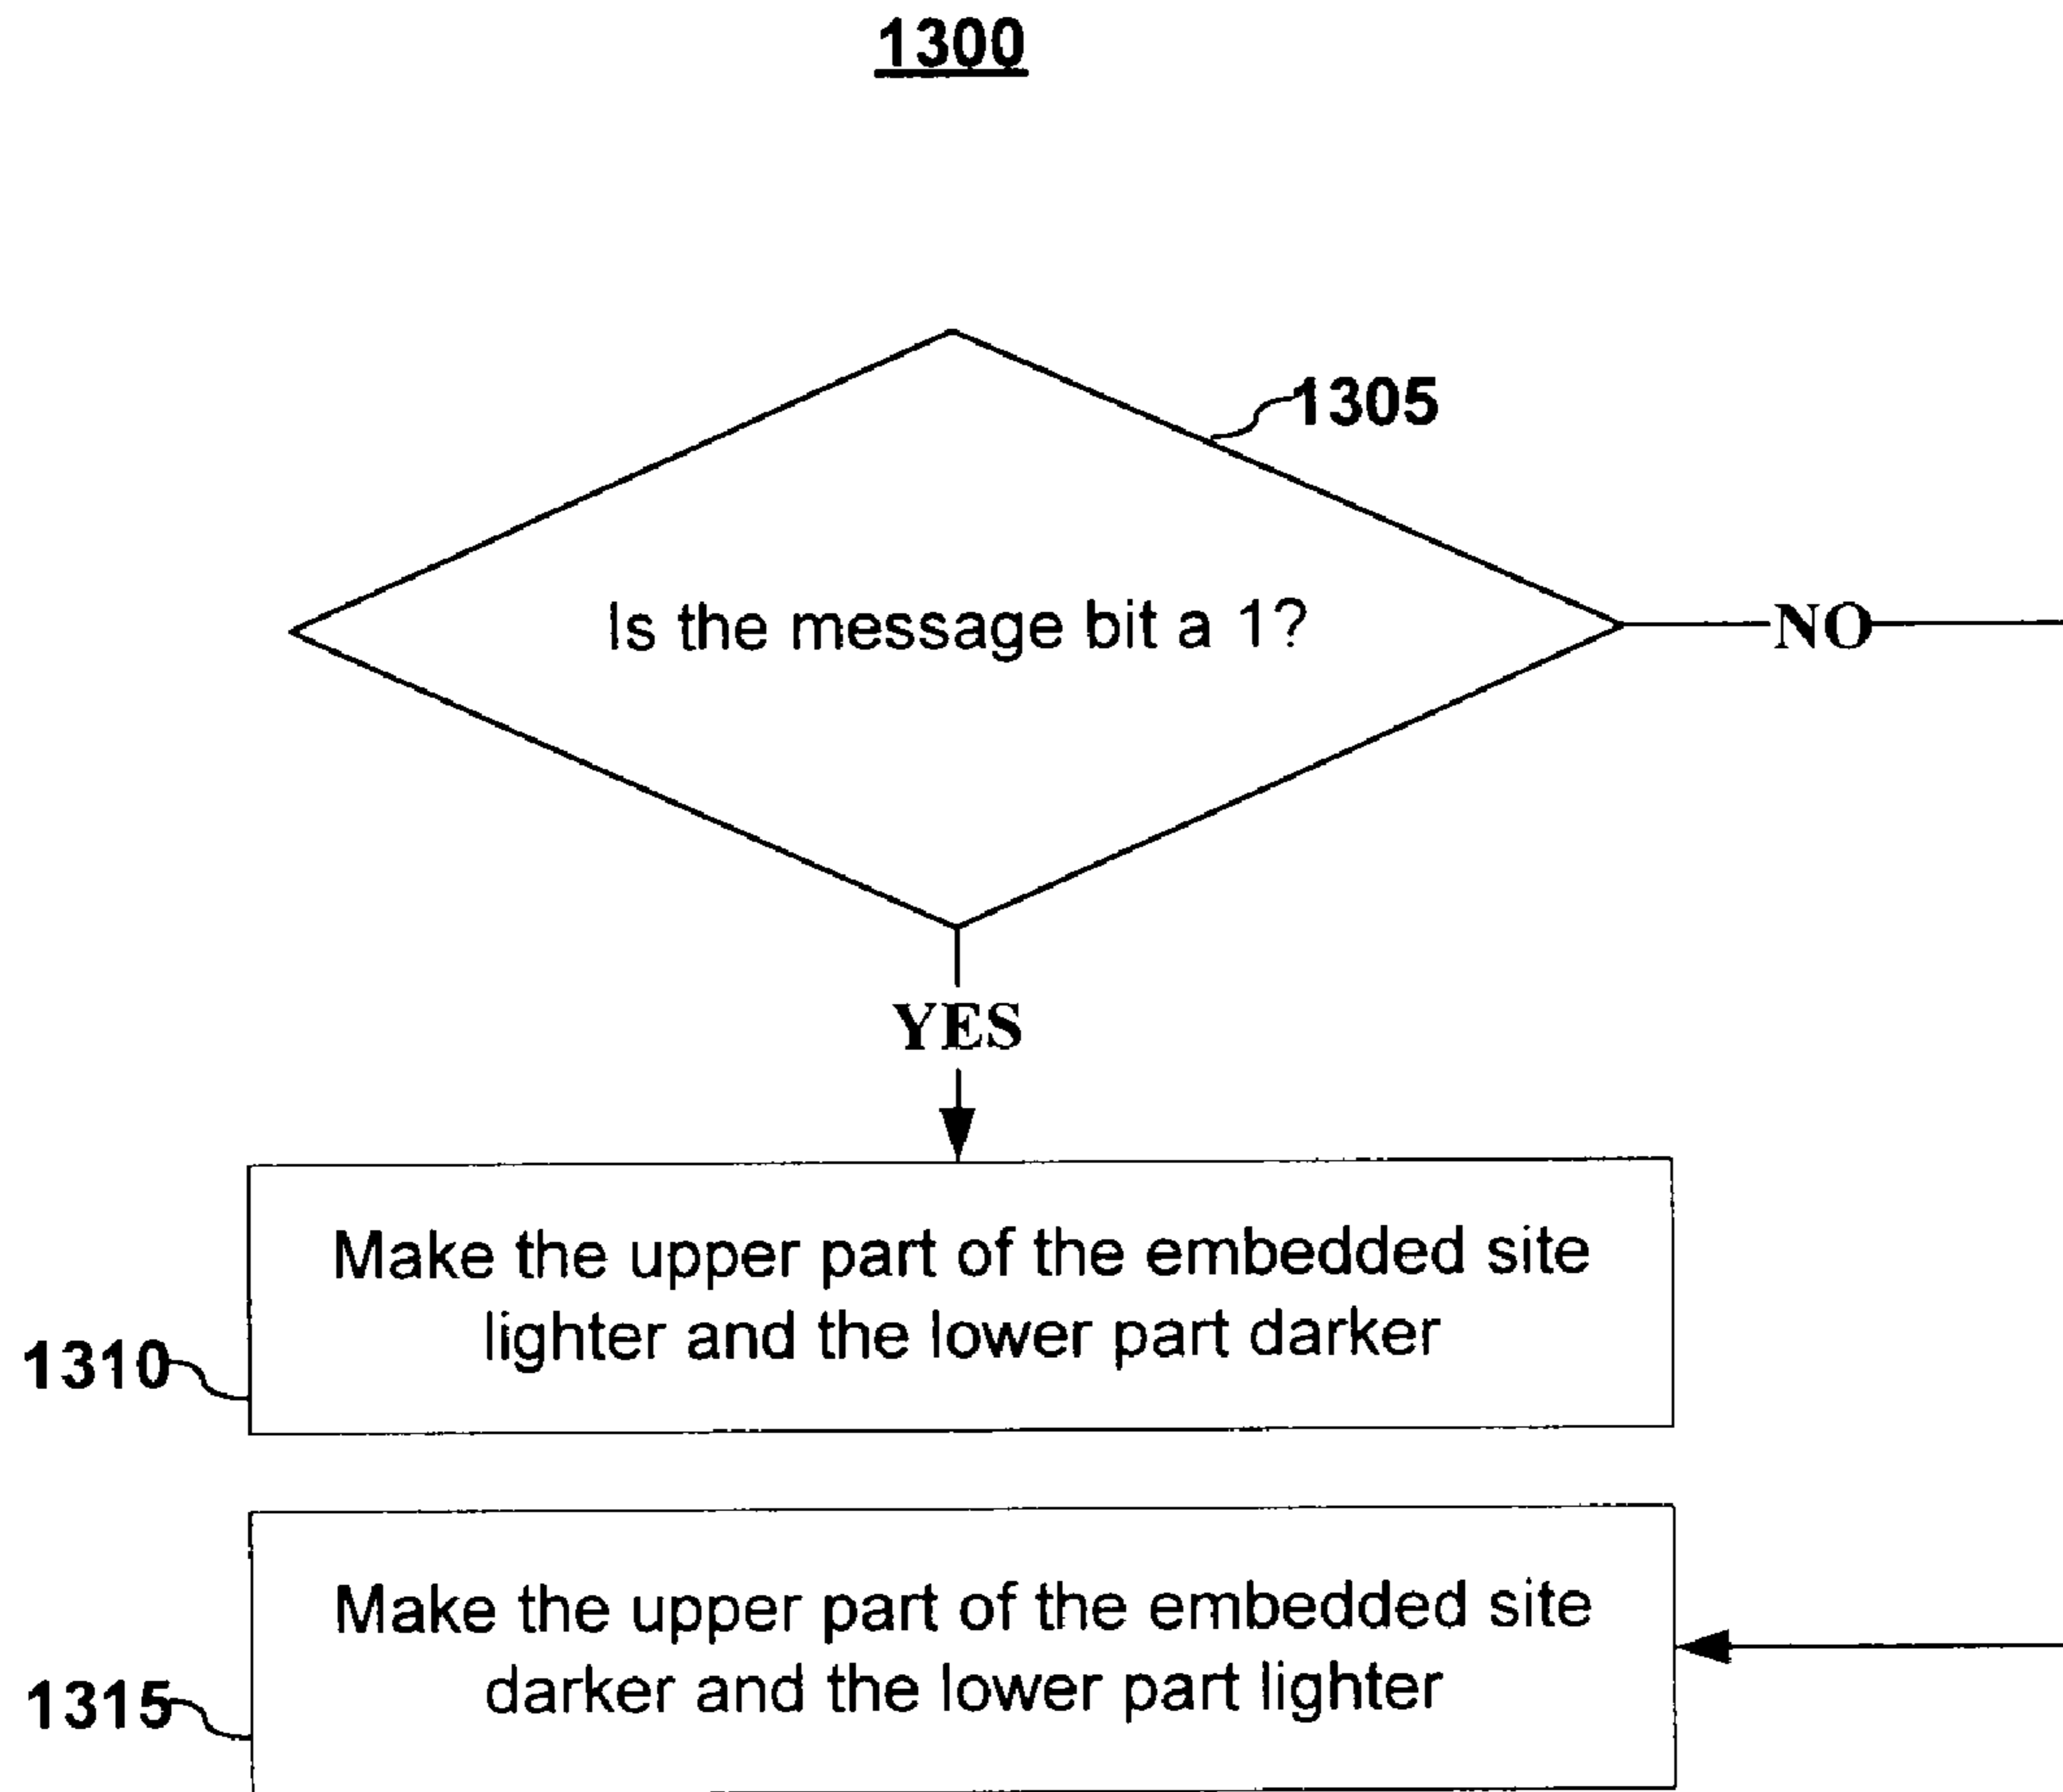 1300
1305
Is the message bit a 1?
NO
YES
Make the upper part of the embedded site
lighter and the lower part darker
1310
Make the upper part of the embedded site
darker and the lower part lighter
1315